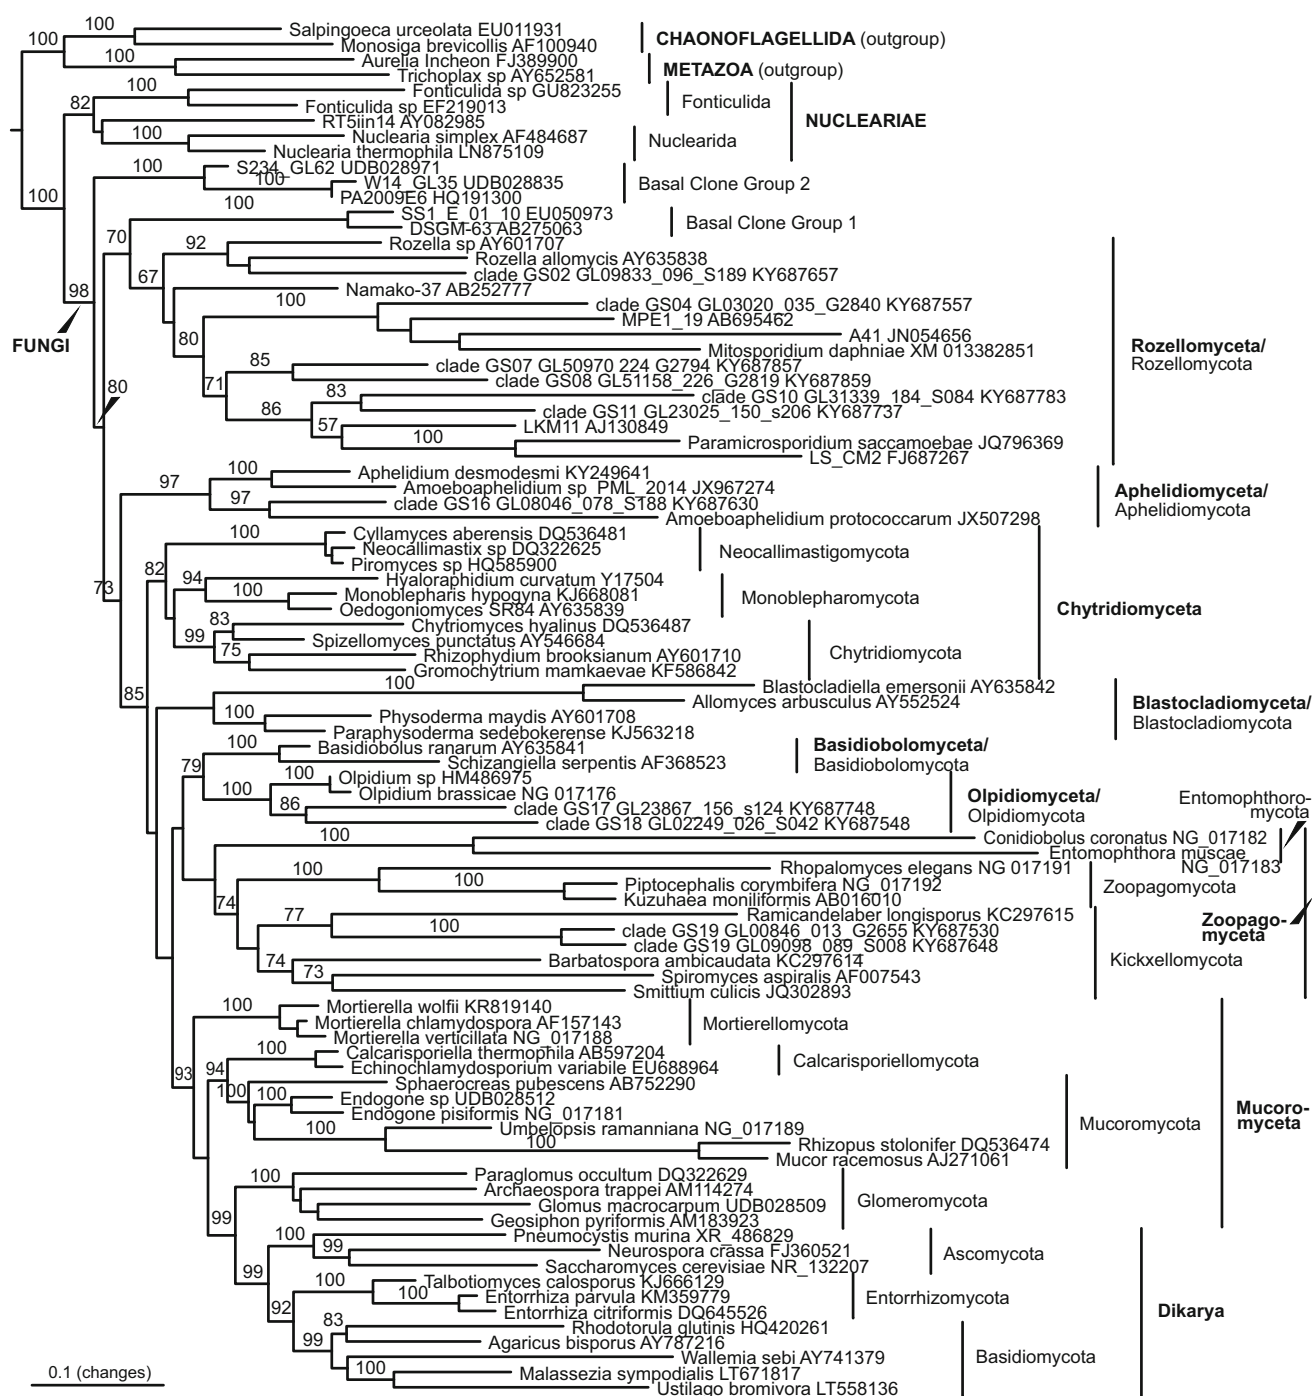 100
Salpingoeca urceolata EU011931
100
Monosiga brevicollis AF100940
CHAONOFLAGELLIDA (outgroup)
100
Aurelia Incheon FJ389900
Trichoplax sp AY652581
METAZOA (outgroup)
100
Fonticulida sp GU823255
82
Fonticulida sp EF219013
Fonticulida
RT5iin14 AY082985
NUCLEARIAE
100
Nuclearia simplex AF484687
Nuclearida
Nuclearia thermophila LN875109
100
S234_GL62 UDB028971
100
W14_GL35 UDB028835
Basal Clone Group 2
PA2009E6 HQ191300
100
100
SS1_E_01_10 EU050973
Basal Clone Group 1
DSGM-63 AB275063
70
92
Rozella sp AY601707
Rozella allomycis AY635838
67
clade GS02 GL09833_096_S189 KY687657
98
Namako-37 AB252777
100
clade GS04 GL03020_035_G2840 KY687557
MPE1_19 AB695462
80
A41 JN054656
FUNGI
Mitosporidium daphniae XM 013382851
Rozellomyceta/
Rozellomycota
85
clade GS07 GL50970 224 G2794 KY687857
80
71
clade GS08 GL51158_226_G2819 KY687859
83
clade GS10 GL31339_184_S084 KY687783
86
clade GS11 GL23025_150_s206 KY687737
57
LKM11 AJ130849
100
Paramicrosporidium saccamoebae JQ796369
LS_CM2 FJ687267
97
100
Aphelidium desmodesmi KY249641
Amoeboaphelidium sp PML_2014 JX967274
97
clade GS16 GL08046_078_S188 KY687630
Aphelidiomyceta/
Aphelidiomycota
Amoeboaphelidium protococcarum JX507298
100
Cyllamyces aberensis DQ536481
Neocallimastix sp DQ322625
Neocallimastigomycota
82
Piromyces sp HQ585900
73
94
Hyaloraphidium curvatum Y17504
100
Monoblepharis hypogyna KJ668081
Monoblepharomycota
Oedogoniomyces SR84 AY635839
Chytridiomyceta
83
Chytriomyces hyalinus DQ536487
99
Spizellomyces punctatus AY546684
75
Rhizophydium brooksianum AY601710
Chytridiomycota
Gromochytrium mamkaevae KF586842
85
100
Blastocladiella emersonii AY635842
Allomyces arbusculus AY552524
Blastocladiomyceta/
Blastocladiomycota
100
Physoderma maydis AY601708
Paraphysoderma sedebokerense KJ563218
100
Basidiobolus ranarum AY635841
Basidiobolomyceta/
Basidiobolomycota
79
Schizangiella serpentis AF368523
100
Olpidium sp HM486975
100
Olpidium brassicae NG 017176
Olpidiomyceta/
Olpidiomycota
86
clade GS17 GL23867_156_s124 KY687748
clade GS18 GL02249_026_S042 KY687548
Entomophthoro-
mycota
100
Conidiobolus coronatus NG_017182
Entomophthora muscae
NG_017183
100
Rhopalomyces elegans NG 017191
100
Piptocephalis corymbifera NG_017192
Zoopagomycota
74
Kuzuhaea moniliformis AB016010
77
Ramicandelaber longisporus KC297615
Zoopago-
myceta
100
clade GS19 GL00846_013_G2655 KY687530
clade GS19 GL09098_089_S008 KY687648
74
Barbatospora ambicaudata KC297614
Kickxellomycota
73
Spiromyces aspiralis AF007543
Smittium culicis JQ302893
100
Mortierella wolfii KR819140
Mortierella chlamydospora AF157143
Mortierellomycota
Mortierella verticillata NG_017188
93
94
100
Calcarisporiella thermophila AB597204
Calcarisporiellomycota
Echinochlamydosporium variabile EU688964
100
Sphaerocreas pubescens AB752290
100
Endogone sp UDB028512
Endogone pisiformis NG_017181
Mucoromycota
Mucoro-
myceta
100
Umbelopsis ramanniana NG_017189
100
Rhizopus stolonifer DQ536474
Mucor racemosus AJ271061
100
Paraglomus occultum DQ322629
Archaeospora trappei AM114274
Glomeromycota
Glomus macrocarpum UDB028509
99
Geosiphon pyriformis AM183923
100
Pneumocystis murina XR_486829
99
Neurospora crassa FJ360521
Ascomycota
Saccharomyces cerevisiae NR_132207
99
100
Talbotiomyces calosporus KJ666129
100
Entorrhiza parvula KM359779
Entorrhizomycota
92
Entorrhiza citriformis DQ645526
Dikarya
83
Rhodotorula glutinis HQ420261
99
Agaricus bisporus AY787216
Wallemia sebi AY741379
Basidiomycota
100
Malassezia sympodialis LT671817
Ustilago bromivora LT558136
0.1 (changes)